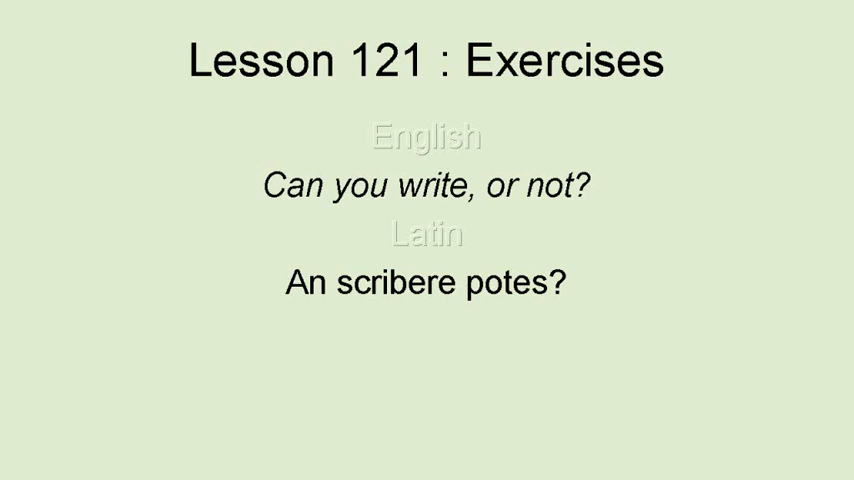 Lesson 121 : Exercises
English
Can you write, or not?
Latin
An scribere potes?